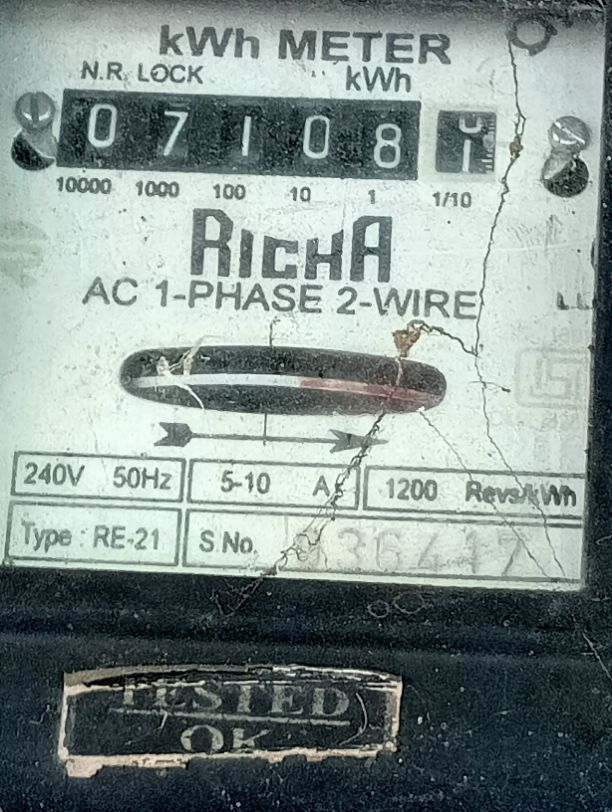 kWh METER
N.R. LOCK kWh
0 7 1 0 8
10000 1000 100 10 1 1/10
RICHA
AC 1-PHASE 2-WIRE
240V 50Hz 5-10 A 1200 Revs/kWh
Type : RE-21 S No.
TESTED
OK